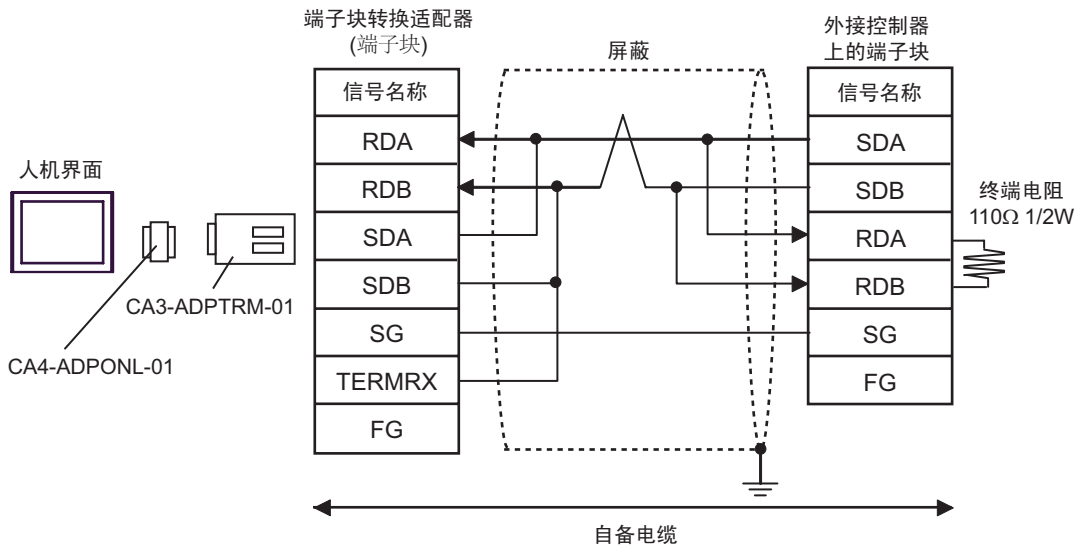 端子块转换适配器
(端子块)
信号名称
RDA
RDB
SDA
SDB
SG
TERMRX
FG
屏蔽
外接控制器
上的端子块
信号名称
SDA
SDB
RDA
RDB
SG
FG
终端电阻
110Ω 1/2W
人机界面
CA3-ADPTRM-01
CA4-ADPONL-01
自备电缆